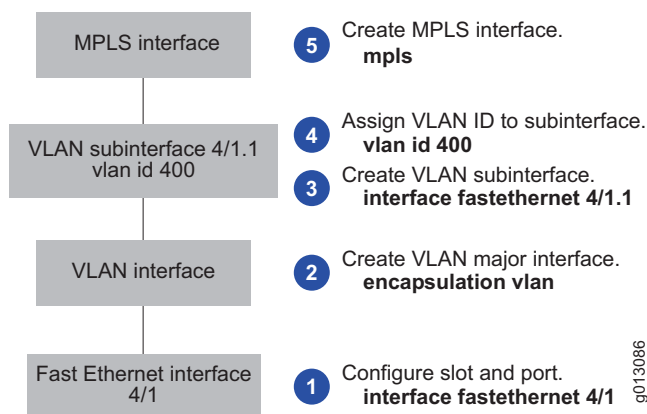 MPLS interface
5
Create MPLS interface.
mpls
VLAN subinterface 4/1.1
vlan id 400
4
Assign VLAN ID to subinterface.
vlan id 400
3
Create VLAN subinterface.
interface fastethernet 4/1.1
VLAN interface
2
Create VLAN major interface.
encapsulation vlan
Fast Ethernet interface
4/1
1
Configure slot and port.
interface fastethernet 4/1
g013086